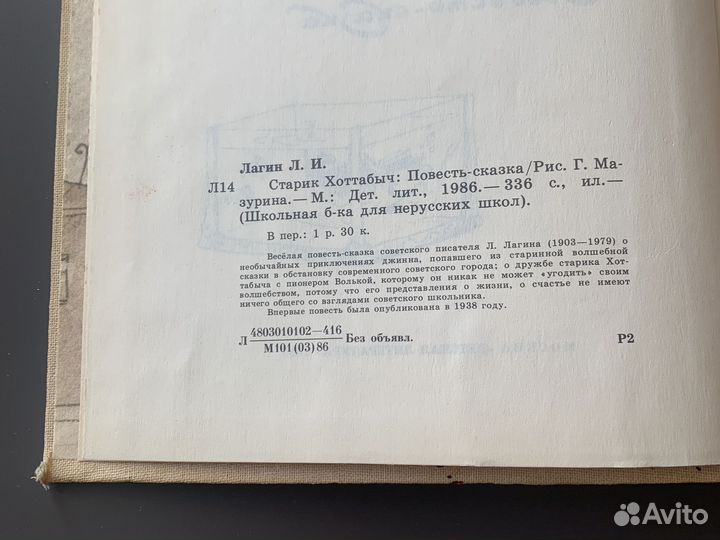 Лагин Л. И.
Л14 Старик Хоттабыч: Повесть-сказка/Рис. Г. Ма-
зурина.— М.: Дет. лит., 1986.— 336 с., ил.—
(Школьная б-ка для нерусских школ).
В пер.: 1 р. 30 к.
Весёлая повесть-сказка советского писателя Л. Лагина (1903—1979) о
необычайных приключениях джинна, попавшего из старинной волшебной
сказки в обстановку современного советского города; о дружбе старика Хот-
табыча с пионером Волькой, которому он никак не может «угодить» своим
волшебством, потому что его представления о жизни, о счастье не имеют
ничего общего со взглядами советского школьника.
Впервые повесть была опубликована в 1938 году.
4803010102—416
Л Без объявл. Р2
М101(03)86
Avito